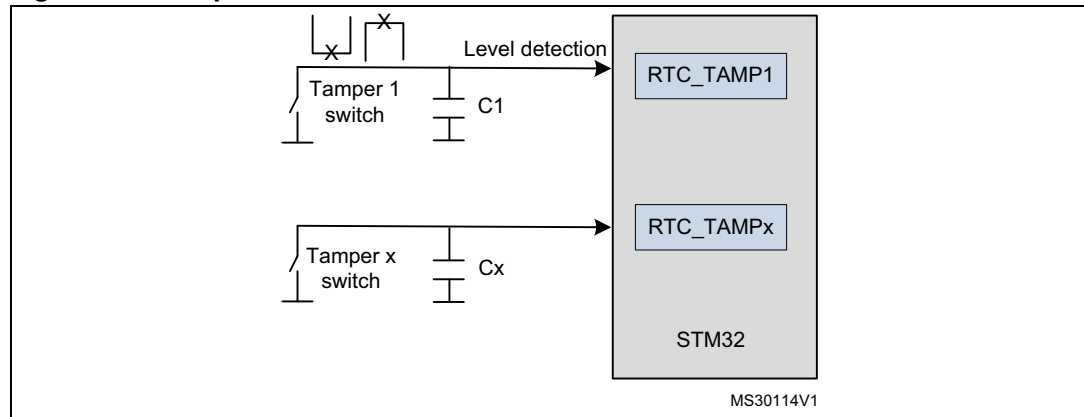 Level detection
RTC_TAMP1
Tamper 1
switch
C1
RTC_TAMPx
Tamper x
switch
Cx
STM32
MS30114V1